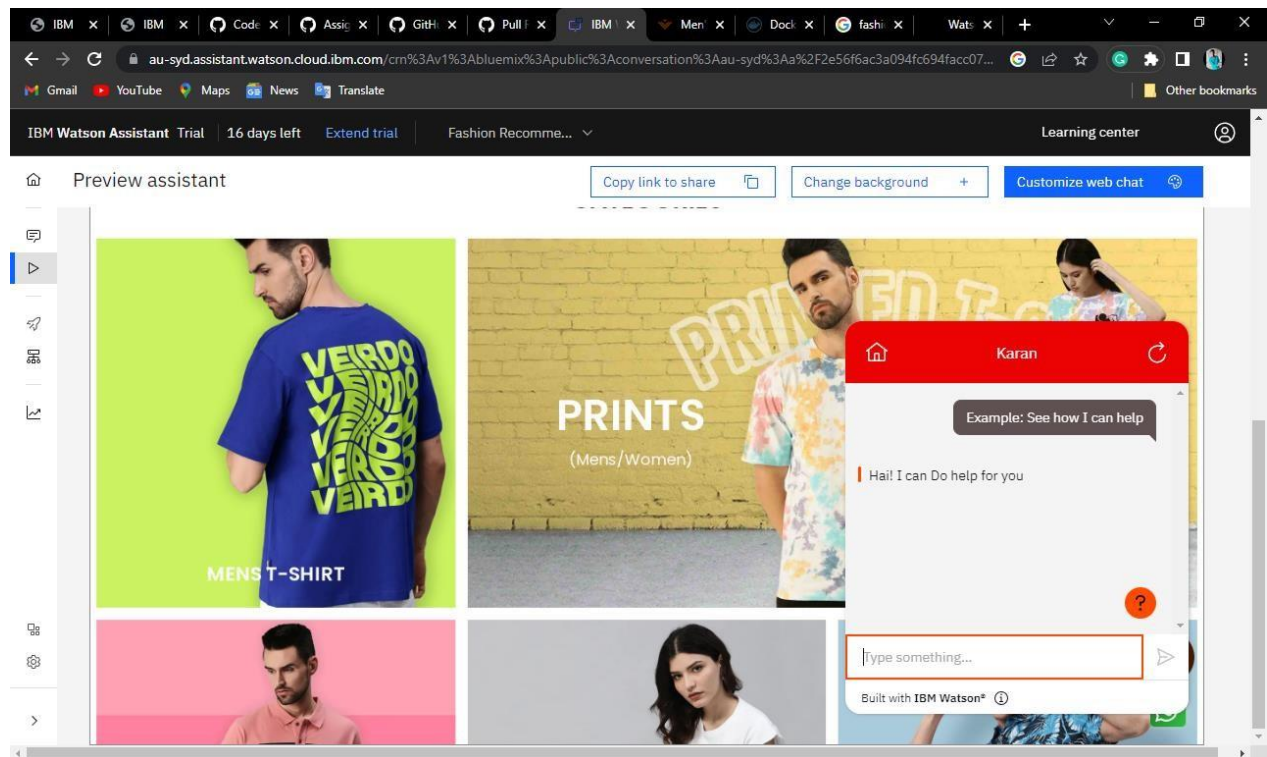 IBM
IBM
Code
Assig
GitH
Pull
IBM
Men'
Dock
fashi
Wats
au-syd.assistant.watson.cloud.ibm.com/crn%3Av1%3Abluemix%3Apublic%3Aconversation%3Aau-syd%3Aa%2F2e56f6ac3a094fc694facc07...
Gmail
YouTube
Maps
News
Translate
Other bookmarks
IBM Watson Assistant Trial
16 days left
Extend trial
Fashion Recomme...
Learning center
Preview assistant
Copy link to share
Change background +
Customize web chat
VEIRDO
VEIRDO
VEIRDO
VEIRDO
VEIRDO
VEIRDO
MENS T-SHIRT
PRINTS
(Mens/Women)
Karan
Example: See how I can help
Hai! I can Do help for you
?
Type something...
Built with IBM Watson®